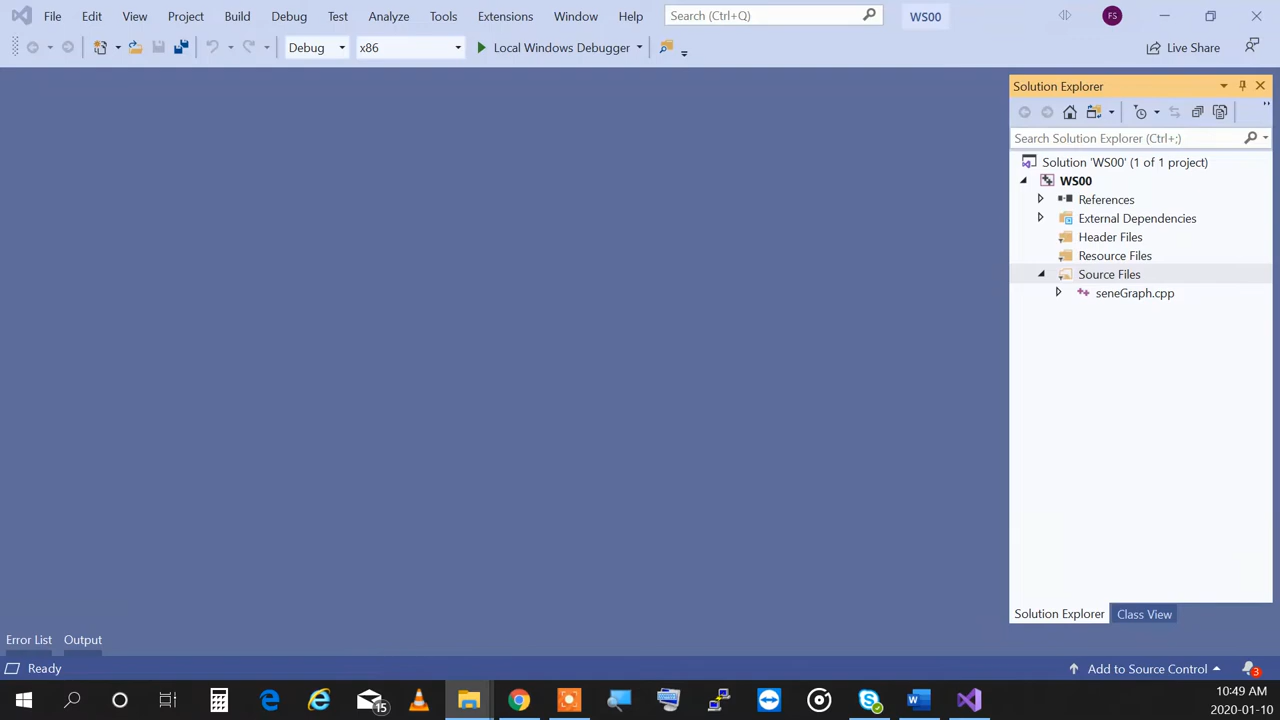 File Edit View Project Build Debug Test Analyze Tools Extensions Window Help Search (Ctrl+Q) WS00 FS
Debug x86 Local Windows Debugger Live Share
Solution Explorer
Search Solution Explorer (Ctrl+;)
Solution 'WS00' (1 of 1 project)
WS00
References
External Dependencies
Header Files
Resource Files
Source Files
seneGraph.cpp
Solution Explorer Class View
Error List Output
Ready Add to Source Control 3
15
10:49 AM
2020-01-10